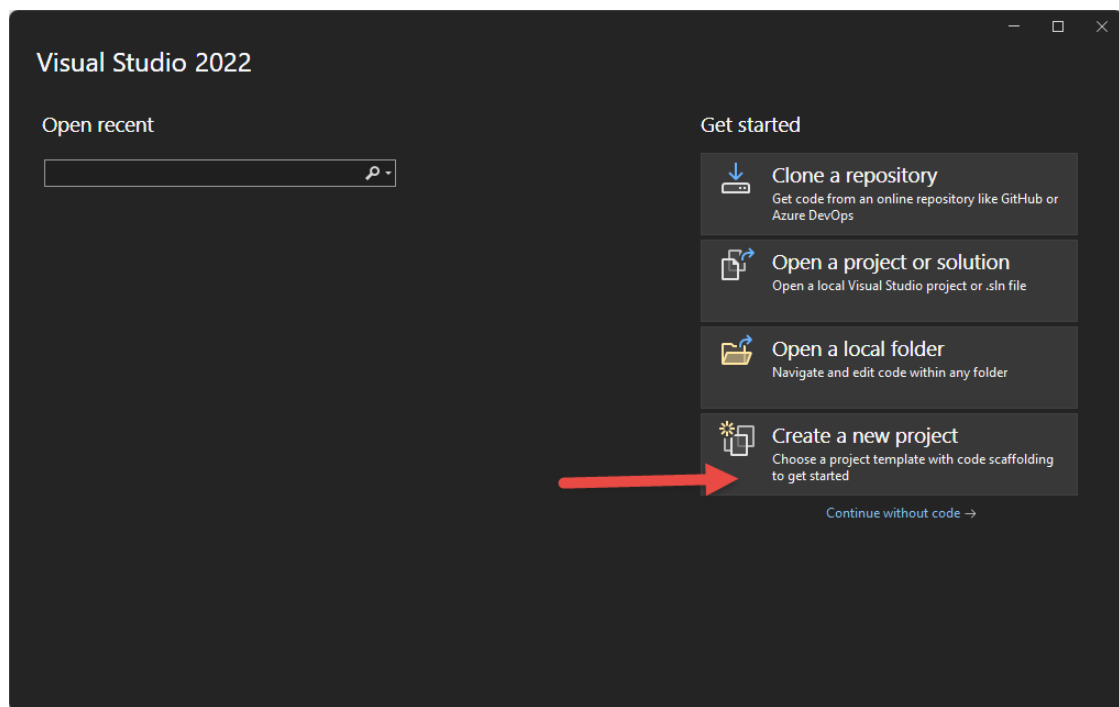 Visual Studio 2022
Open recent
Get started
Clone a repository
Get code from an online repository like GitHub or
Azure DevOps
Open a project or solution
Open a local Visual Studio project or .sln file
Open a local folder
Navigate and edit code within any folder
Create a new project
Choose a project template with code scaffolding
to get started
Continue without code →